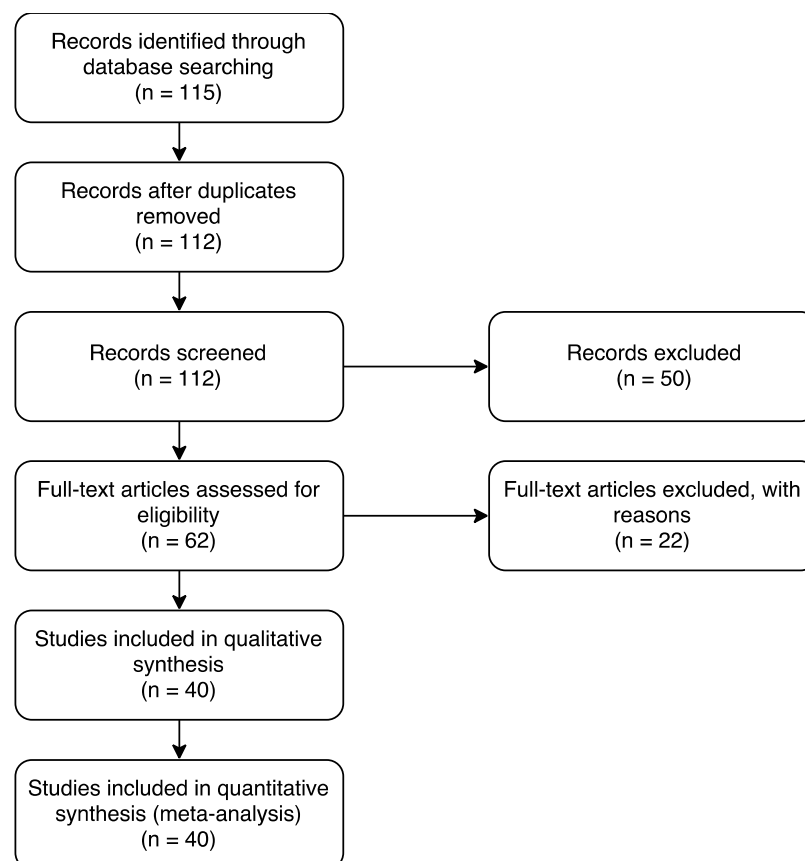 Records identified through
database searching
(n = 115)
Records after duplicates
removed
(n = 112)
Records screened
(n = 112)
Records excluded
(n = 50)
Full-text articles assessed for
eligibility
(n = 62)
Full-text articles excluded, with
reasons
(n = 22)
Studies included in qualitative
synthesis
(n = 40)
Studies included in quantitative
synthesis (meta-analysis)
(n = 40)